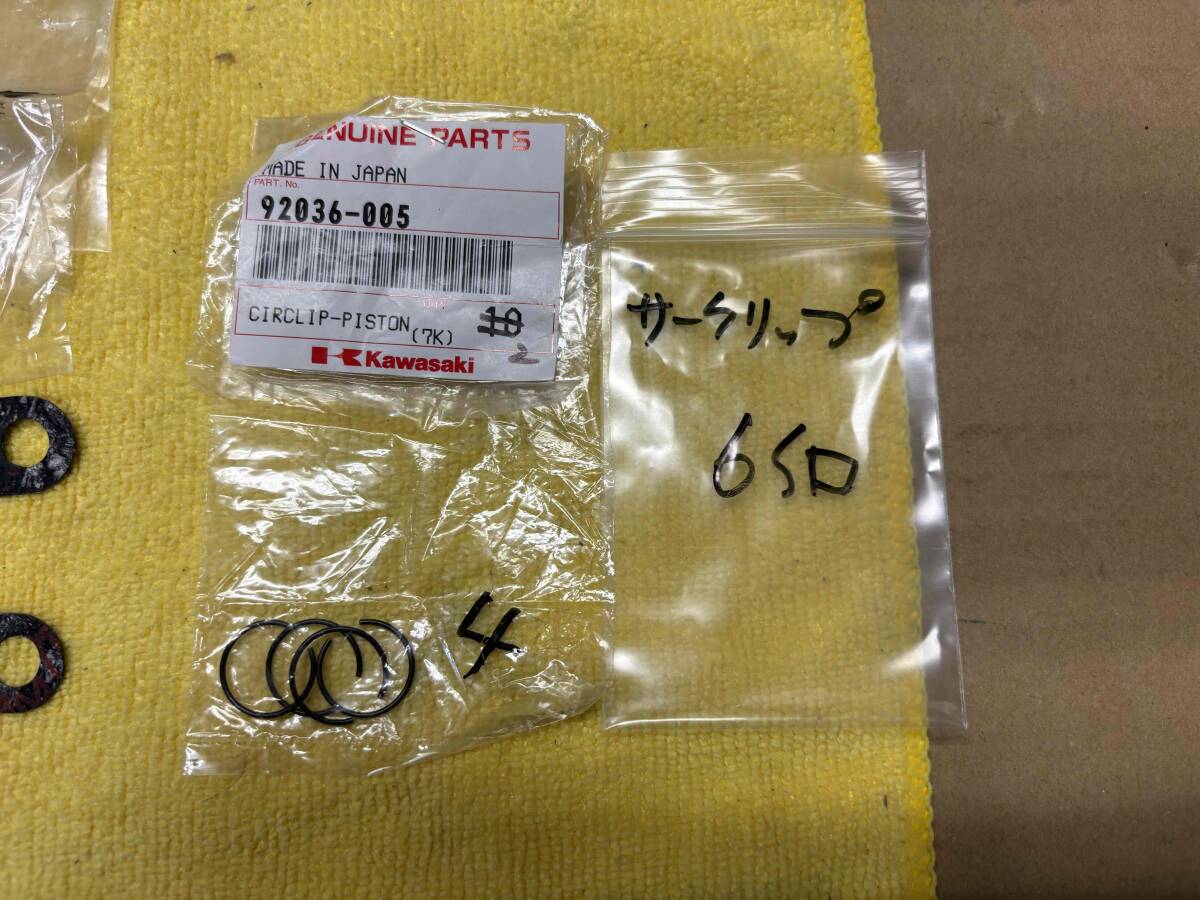 GENUINE PARTS
MADE IN JAPAN
PART. No.
92036-005
CIRCLIP-PISTON (7K)
2
Kawasaki
4
サークリップ
650